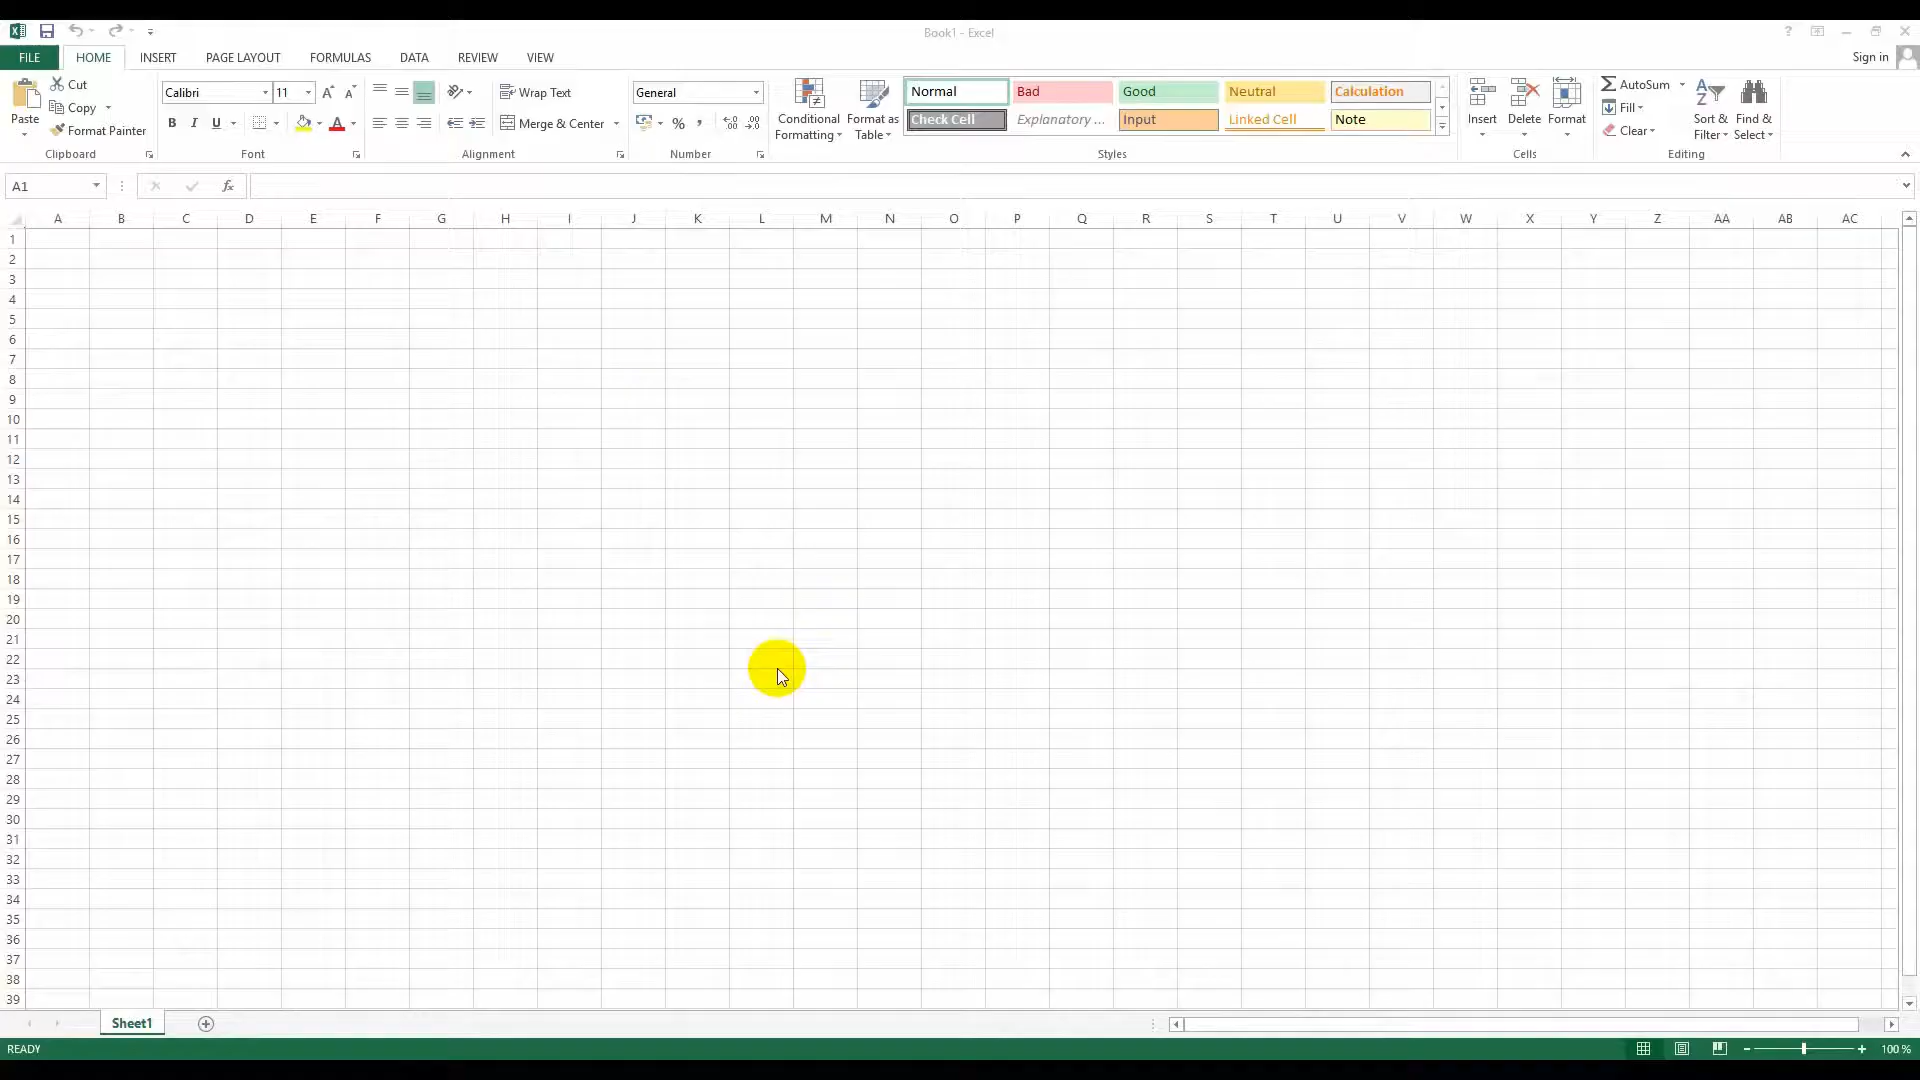 Book1 - Excel
?
FILE HOME INSERT PAGE LAYOUT FORMULAS DATA REVIEW VIEW
Sign in
Paste
Cut
Copy
Format Painter
Clipboard
Calibri 11
B I U
Font
Wrap Text
Merge & Center
Alignment
General
%
Number
Conditional Formatting
Format as Table
Normal Bad Good Neutral Calculation
Check Cell Explanatory ... Input Linked Cell Note
Styles
Insert Delete Format
Cells
AutoSum
Fill
Clear
Sort & Filter
Find & Select
Editing
A1
fx
A B C D E F G H I J K L M N O P Q R S T U V W X Y Z AA AB AC
1
2
3
4
5
6
7
8
9
10
11
12
13
14
15
16
17
18
19
20
21
22
23
24
25
26
27
28
29
30
31
32
33
34
35
36
37
38
39
Sheet1
READY
100 %